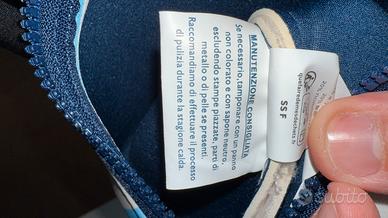 MANUTENZIONE CONSIGLIATA
Se necessario, tamponare con un panno
non colorato e con sapone neutro,
escludendo stampe piazzate, parti di
metallo o di pelle se presenti.
Raccomandiamo di effettuare il processo
di pulizia durante la stagione calda.
SS F
subito